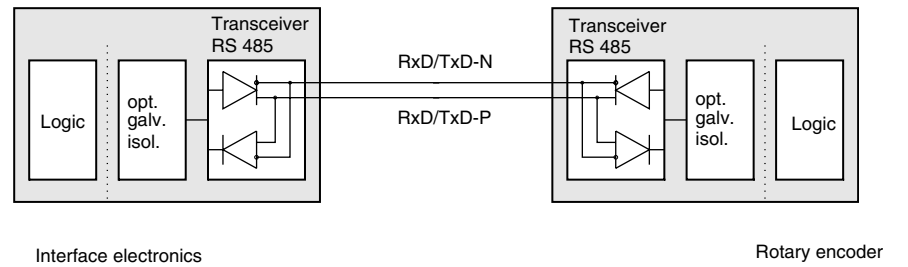 Transceiver
RS 485
Logic
opt.
galv.
isol.
RxD/TxD-N
RxD/TxD-P
Transceiver
RS 485
opt.
galv.
isol.
Logic
Interface electronics
Rotary encoder